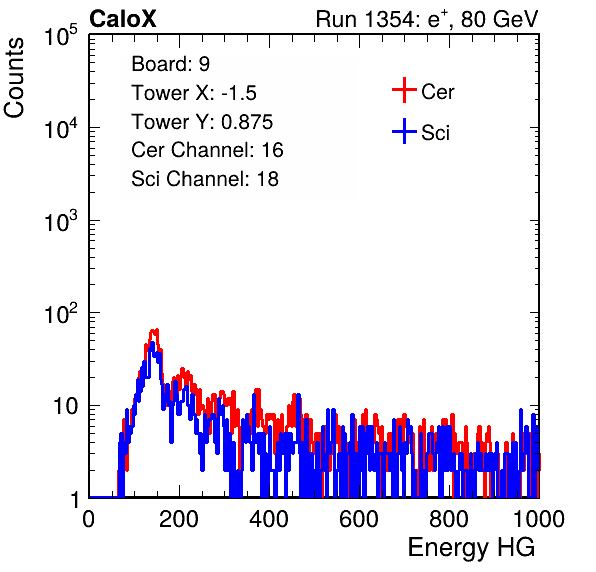 CaloX Run 1354: e⁺, 80 GeV
Counts
10⁵
10⁴
10³
10²
10
1
Board: 9
Tower X: -1.5
Tower Y: 0.875
Cer Channel: 16
Sci Channel: 18
Cer
Sci
0 200 400 600 800 1000
Energy HG